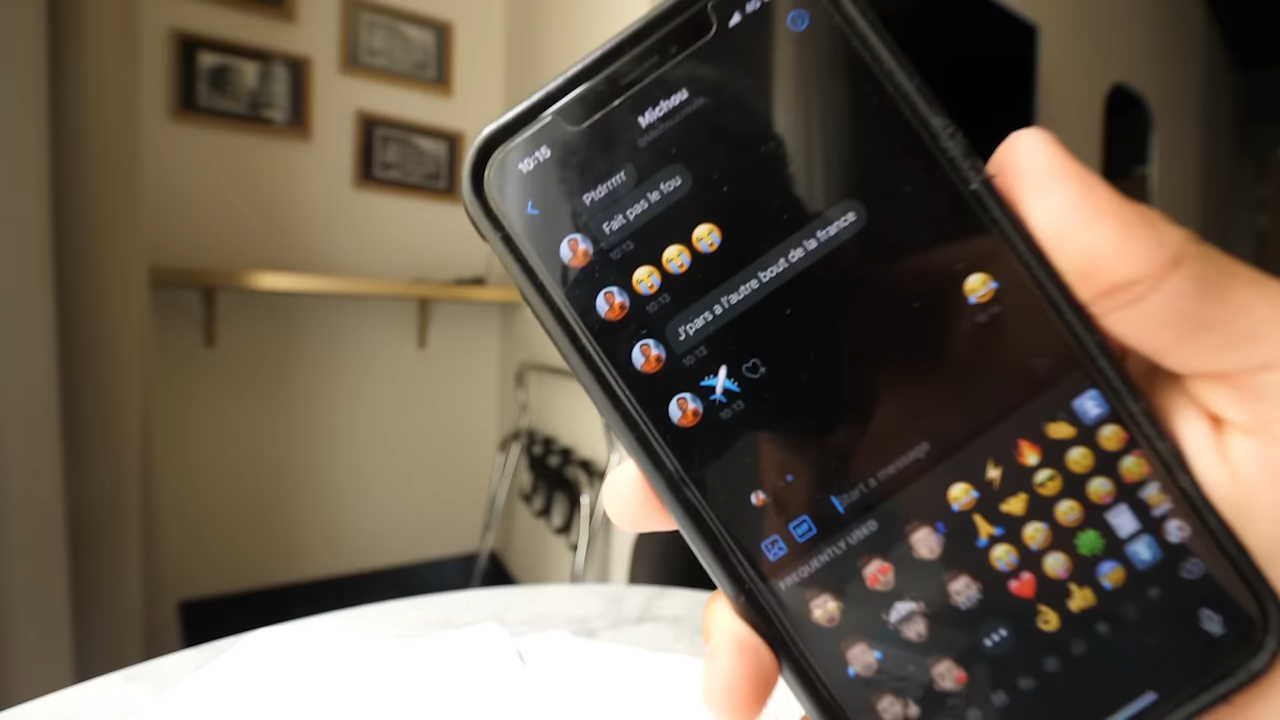 10:15
Michou
Ptdrrrrr
Fait pas le fou
10:13
😭😭😭
10:13
J'pars a l'autre bout de la france
10:13
✈️
10:13
😂
Start a message
GIF
FREQUENTLY USED